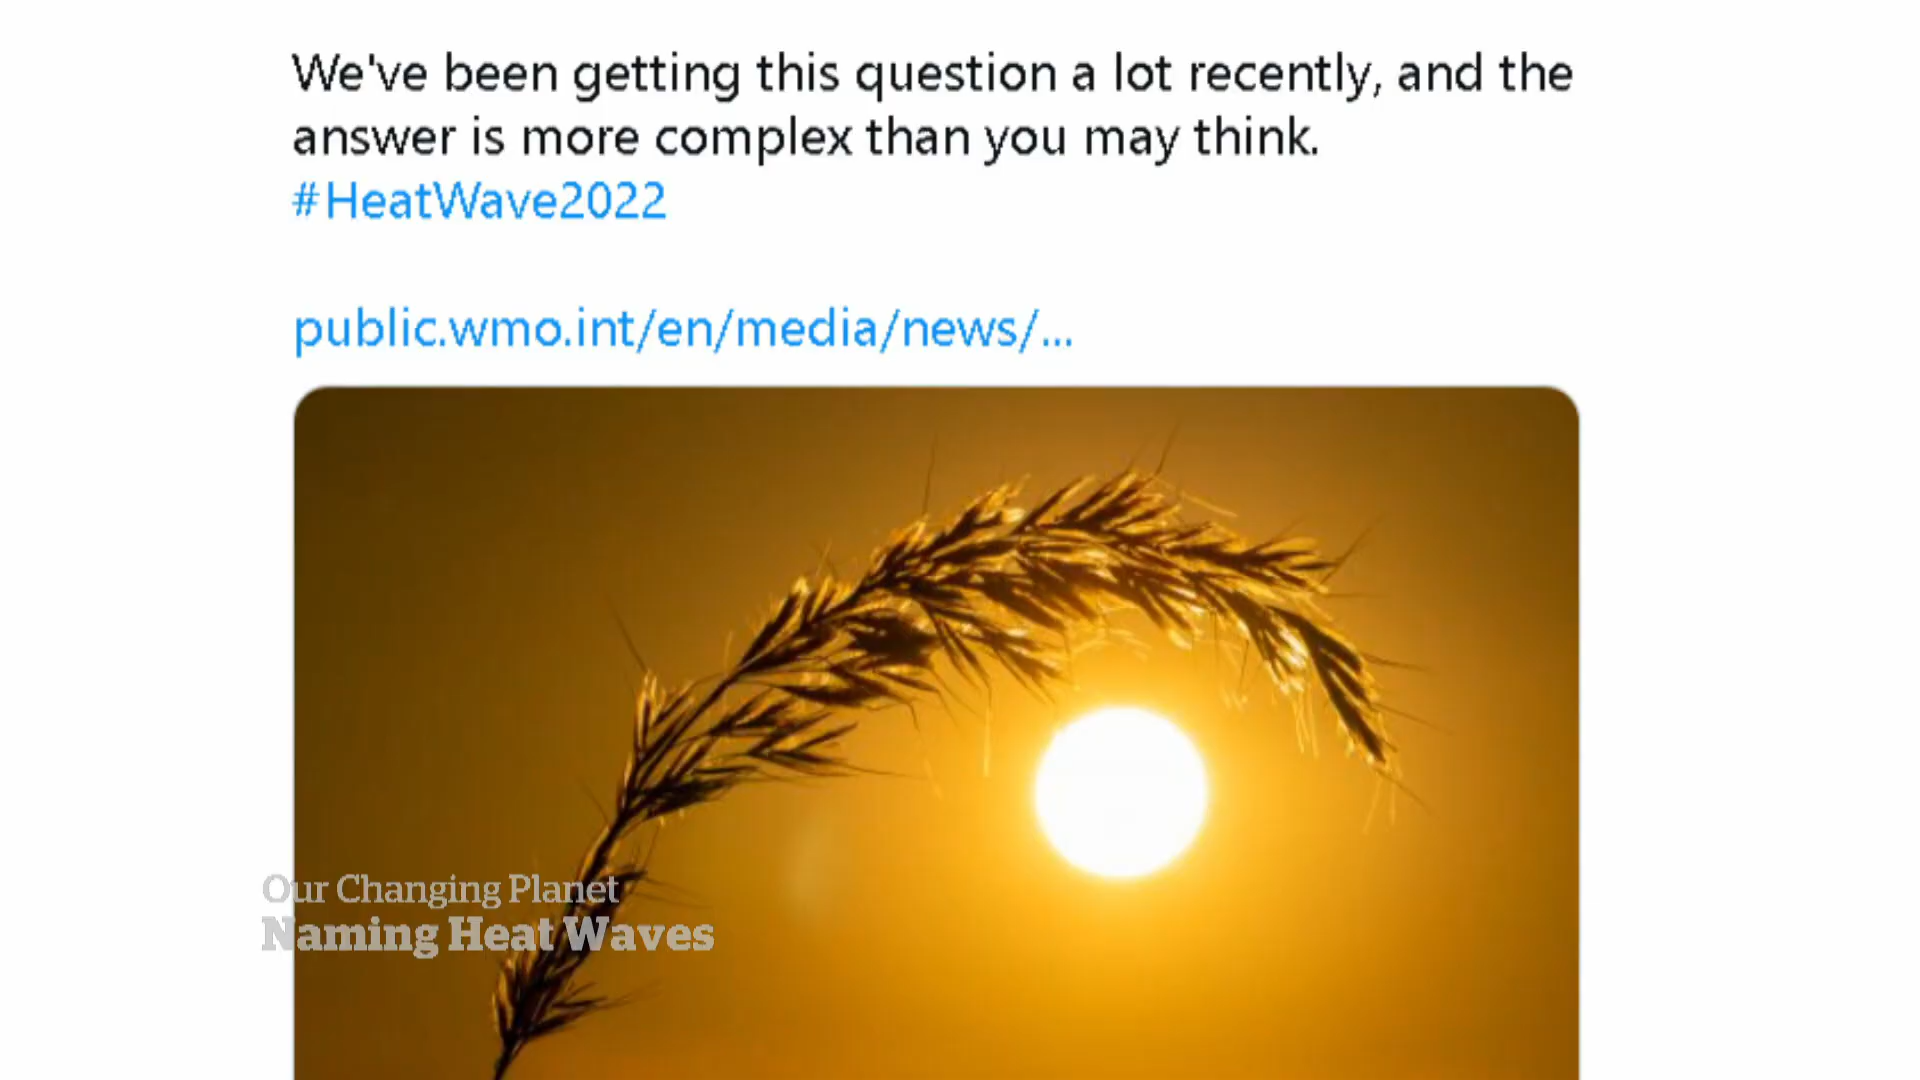 We've been getting this question a lot recently, and the
answer is more complex than you may think.
#HeatWave2022
public.wmo.int/en/media/news/...
Our Changing Planet
Naming Heat Waves